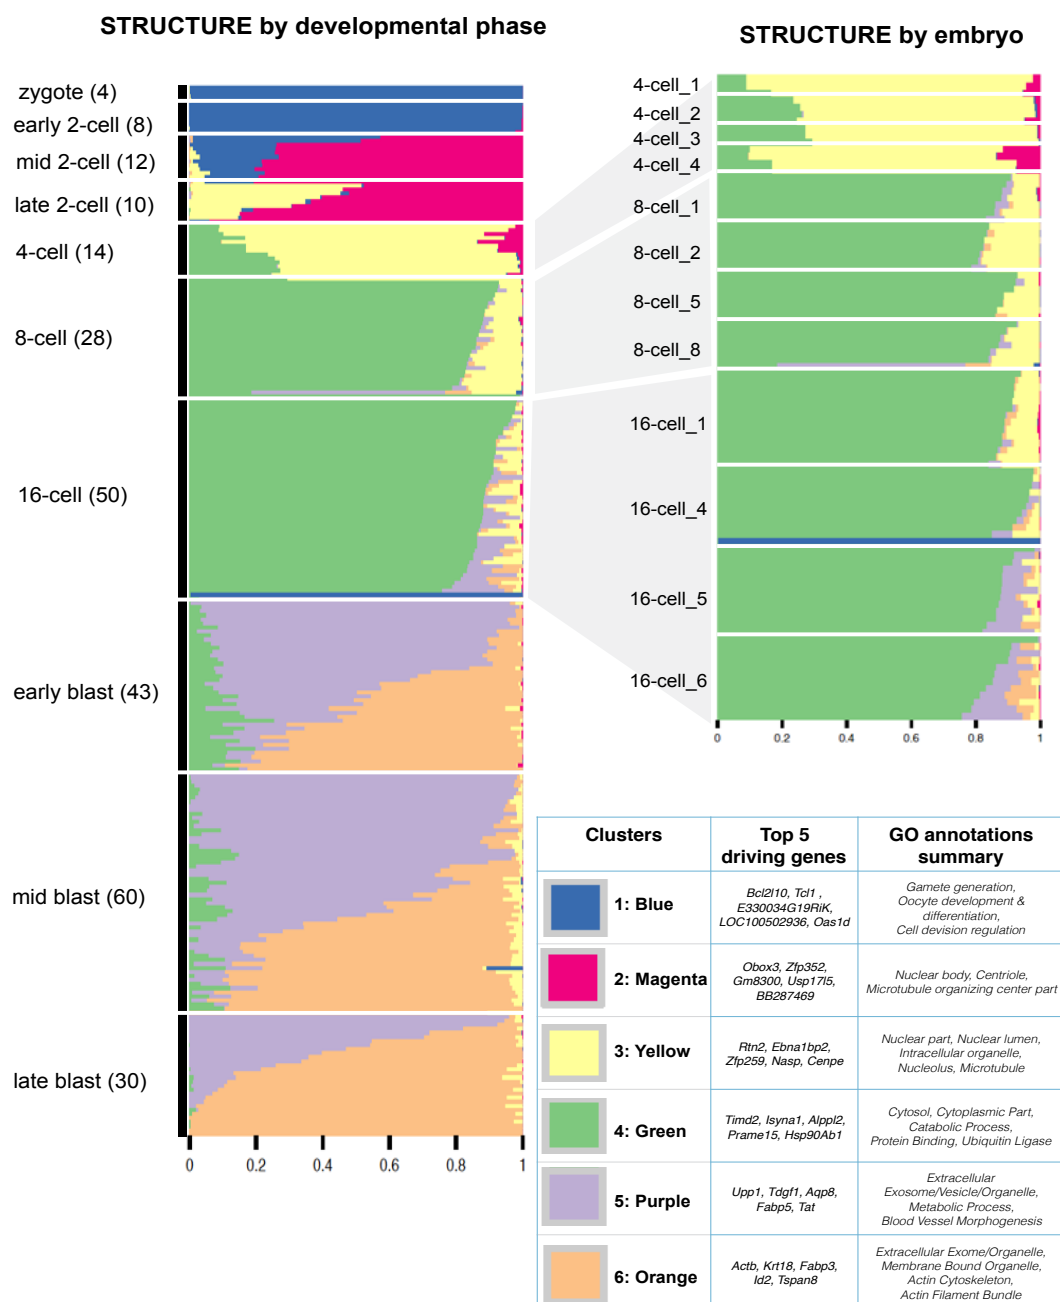 STRUCTURE by developmental phase
zygote (4)
early 2-cell (8)
mid 2-cell (12)
late 2-cell (10)
4-cell (14)
8-cell (28)
16-cell (50)
early blast (43)
mid blast (60)
late blast (30)
0 0.2 0.4 0.6 0.8 1
STRUCTURE by embryo
4-cell_1
4-cell_2
4-cell_3
4-cell_4
8-cell_1
8-cell_2
8-cell_5
8-cell_8
16-cell_1
16-cell_4
16-cell_5
16-cell_6
0 0.2 0.4 0.6 0.8 1
Clusters
Top 5
driving genes
GO annotations
summary
1: Blue
Bcl2l10, Tcl1 ,
E330034G19RiK,
LOC100502936, Oas1d
Gamete generation,
Oocyte development &
differentiation,
Cell devision regulation
2: Magenta
Obox3, Zfp352,
Gm8300, Usp17l5,
BB287469
Nuclear body, Centriole,
Microtubule organizing center part
3: Yellow
Rtn2, Ebna1bp2,
Zfp259, Nasp, Cenpe
Nuclear part, Nuclear lumen,
Intracellular organelle,
Nucleolus, Microtubule
4: Green
Timd2, Isyna1, Alppl2,
Prame15, Hsp90Ab1
Cytosol, Cytoplasmic Part,
Catabolic Process,
Protein Binding, Ubiquitin Ligase
5: Purple
Upp1, Tdgf1, Aqp8,
Fabp5, Tat
Extracellular
Exosome/Vesicle/Organelle,
Metabolic Process,
Blood Vessel Morphogenesis
6: Orange
Actb, Krt18, Fabp3,
Id2, Tspan8
Extracellular Exome/Organelle,
Membrane Bound Organelle,
Actin Cytoskeleton,
Actin Filament Bundle